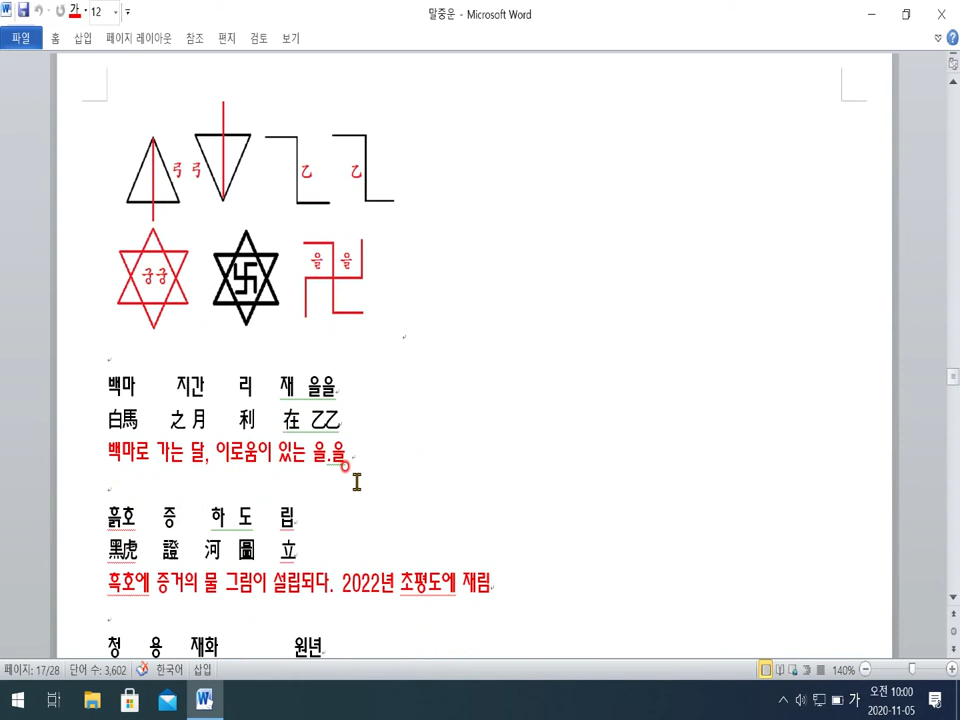 말중운 - Microsoft Word
가 12
파일 홈 삽입 페이지 레이아웃 참조 편지 검토 보기
弓 弓 乙 乙
궁궁 卐 을 을
백마 지간 리 재 을을
白馬 之月 利 在 乙乙
백마로 가는 달, 이로움이 있는 을.을
흙호 증 하 도 립
黑虎 證 河 圖 立
흑호에 증거의 물 그림이 설립되다. 2022년 초평도에 재림
청 용 재화 원년
페이지: 17/28 단어 수: 3,602 한국어 삽입 140%
가 오전 10:00
2020-11-05